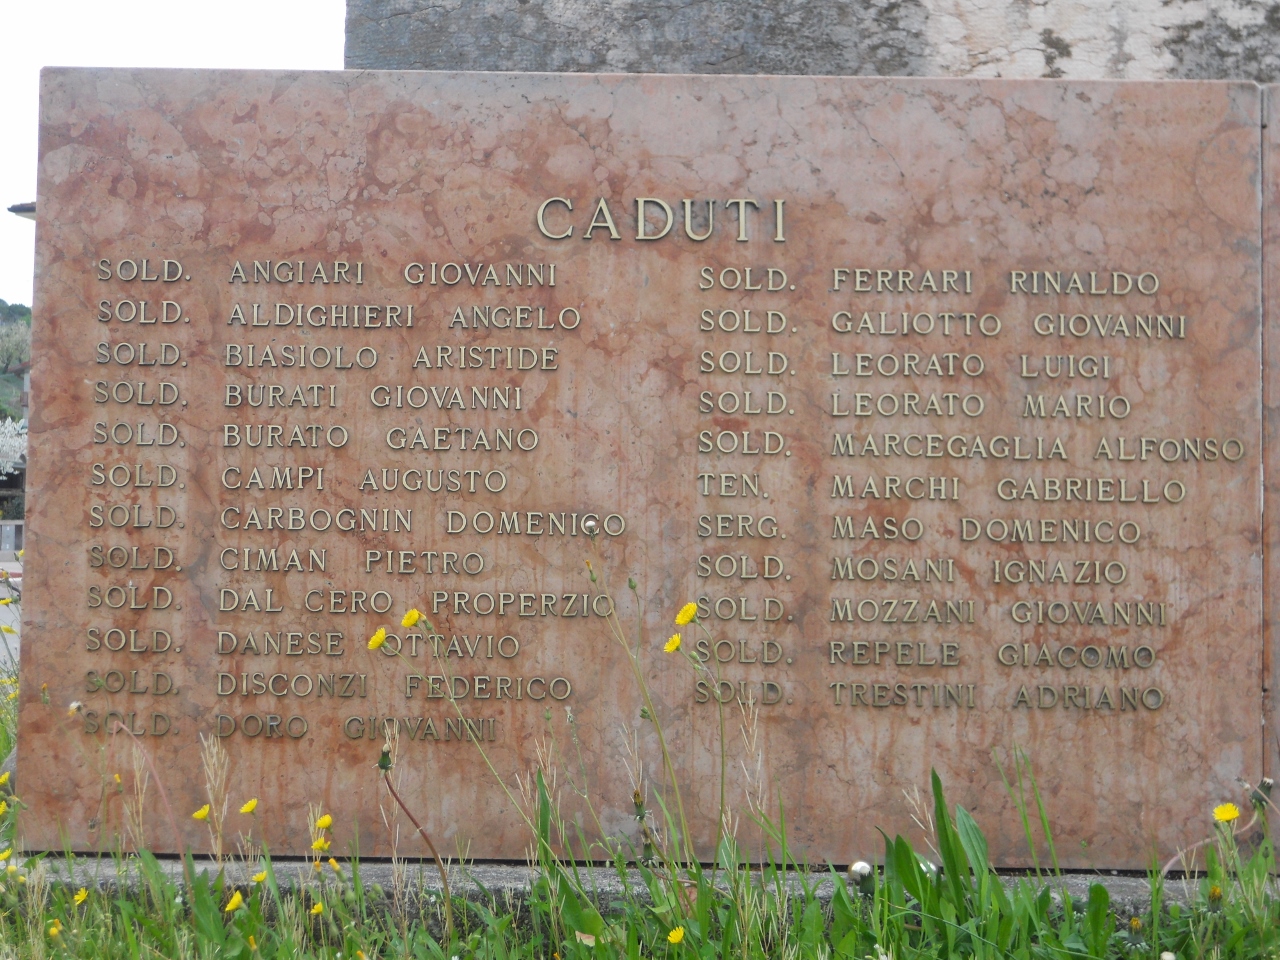 CADUTI
SOLD. ANGIARI GIOVANNI
SOLD. ALDIGHIERI ANGELO
SOLD. BIASIOLO ARISTIDE
SOLD. BURATI GIOVANNI
SOLD. BURATO GAETANO
SOLD. CAMPI AUGUSTO
SOLD. CARBOGNIN DOMENICO
SOLD. CIMAN PIETRO
SOLD. DAL CERO PROPERZIO
SOLD. DANESE OTTAVIO
SOLD. DISCONZI FEDERICO
SOLD. DORO GIOVANNI
SOLD. FERRARI RINALDO
SOLD. GALIOTTO GIOVANNI
SOLD. LEORATO LUIGI
SOLD. LEORATO MARIO
SOLD. MARCEGAGLIA ALFONSO
TEN. MARCHI GABRIELLO
SERG. MASO DOMENICO
SOLD. MOSANI IGNAZIO
SOLD. MOZZANI GIOVANNI
SOLD. REPELE GIACOMO
SOLD. TRESTINI ADRIANO